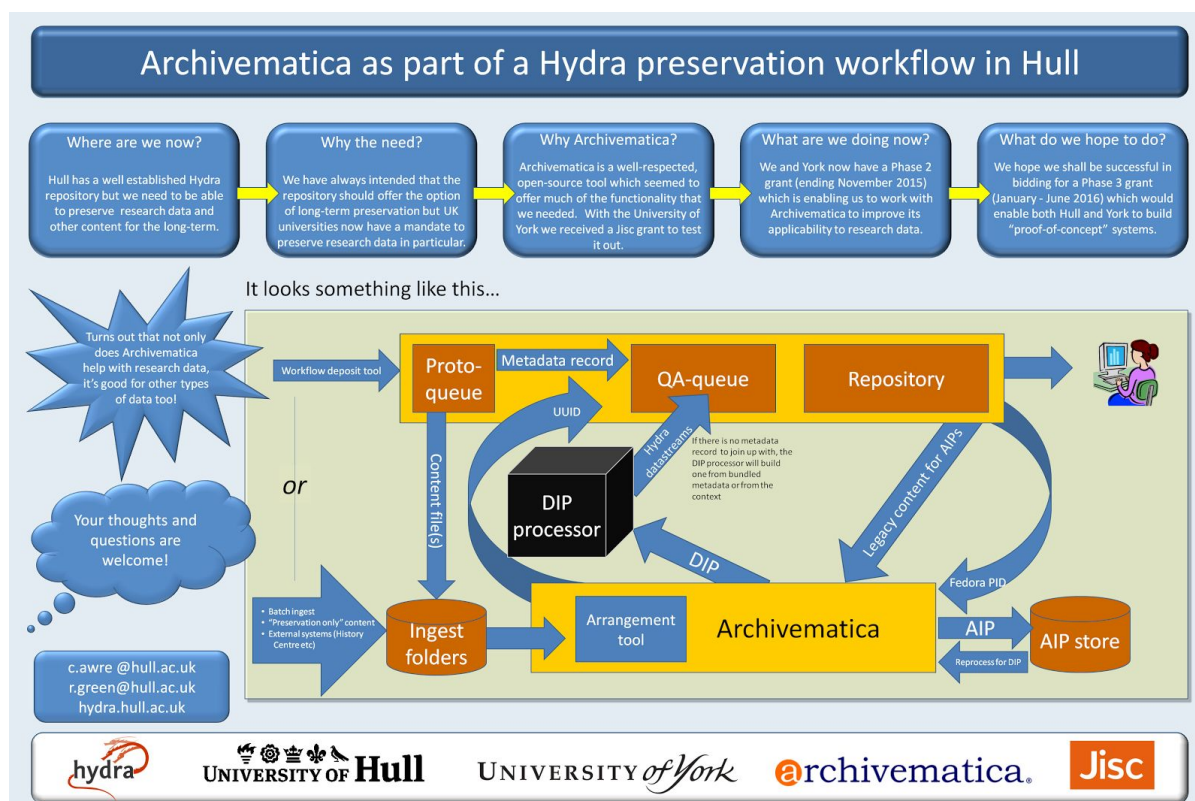 Archivematica as part of a Hydra preservation workflow in Hull
Where are we now?
Hull has a well established Hydra
repository but we need to be able
to preserve research data and
other content for the long-term.
Why the need?
We have always intended that the
repository should offer the option
of long-term preservation but UK
universities now have a mandate to
preserve research data in particular.
Why Archivematica?
Archivematica is a well-respected,
open-source tool which seemed to
offer much of the functionality that
we needed. With the University of
York we received a Jisc grant to test
it out.
What are we doing now?
We and York now have a Phase 2
grant (ending November 2015)
which is enabling us to work with
Archivematica to improve its
applicability to research data.
What do we hope to do?
We hope we shall be successful in
bidding for a Phase 3 grant
(January - June 2016) which would
enable both Hull and York to build
“proof-of-concept” systems.
It looks something like this...
Turns out that not only
does Archivematica
help with research data,
it’s good for other types
of data too!
Workflow deposit tool
Proto-
queue
Metadata record
QA-queue
Repository
UUID
Hydra
datastreams
If there is no metadata
record to join up with, the
DIP processor will build
one from bundled
metadata or from the
context
Content file(s)
or
DIP
processor
Legacy content for AIPs
DIP
Fedora PID
Your thoughts and
questions are
welcome!
• Batch ingest
• “Preservation only” content
• External systems (History
Centre etc)
Ingest
folders
Arrangement
tool
Archivematica
AIP
Reprocess for DIP
AIP store
c.awre @hull.ac.uk
r.green@hull.ac.uk
hydra.hull.ac.uk
hydra
UNIVERSITY OF Hull
UNIVERSITY of York
archivematica®
Jisc